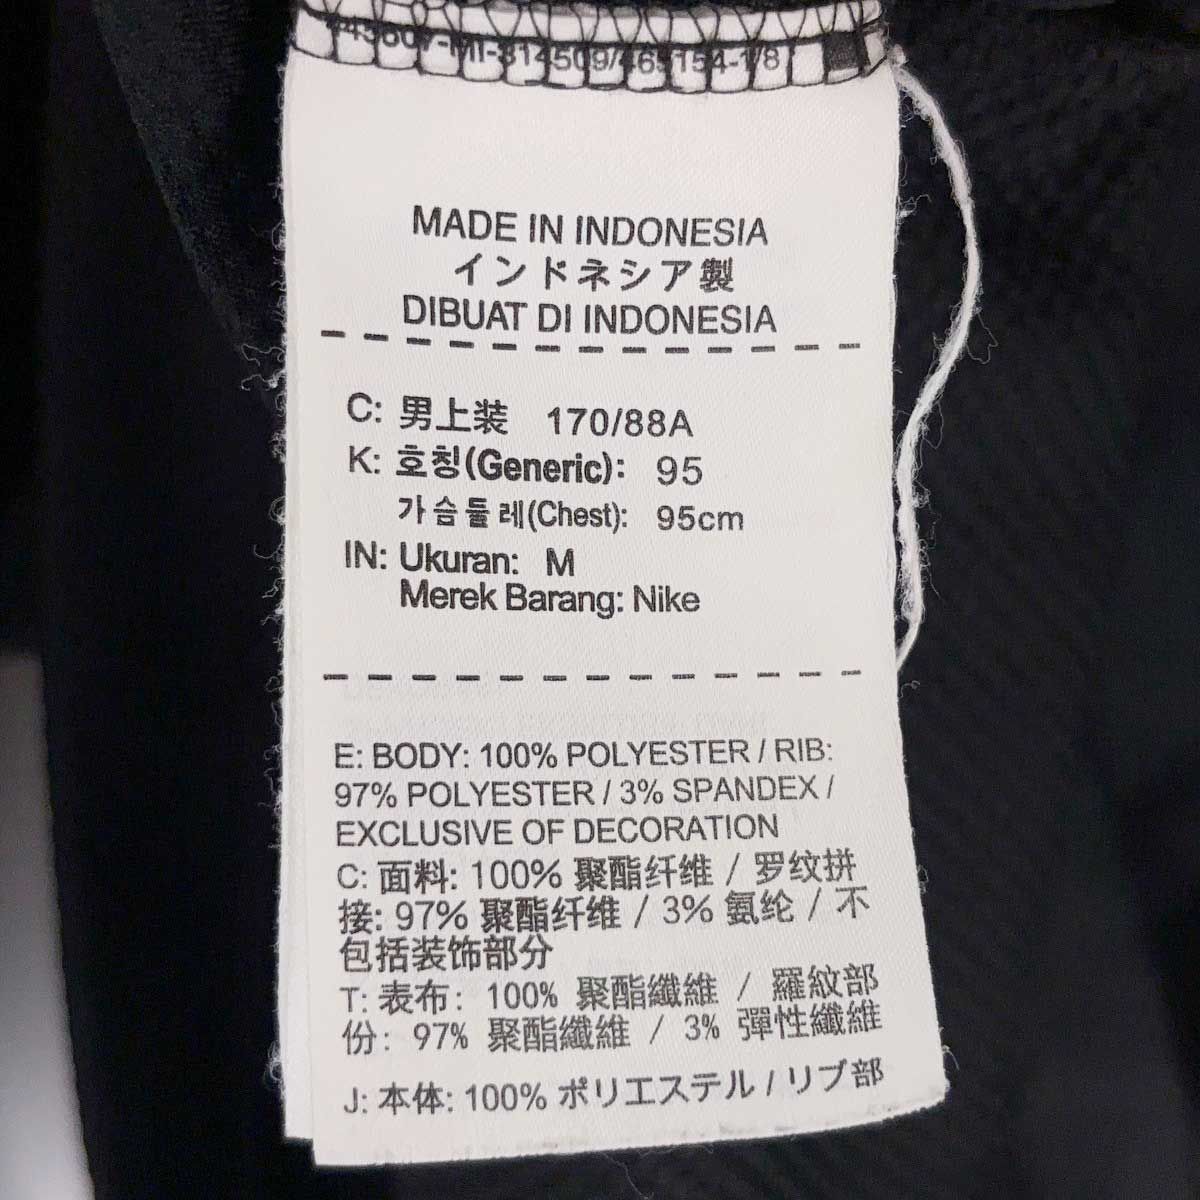 MADE IN INDONESIA
インドネシア製
DIBUAT DI INDONESIA
C: 男上装 170/88A
K: 호칭(Generic): 95
가슴둘레(Chest): 95cm
IN: Ukuran: M
Merek Barang: Nike
E: BODY: 100% POLYESTER / RIB:
97% POLYESTER / 3% SPANDEX /
EXCLUSIVE OF DECORATION
C: 面料: 100% 聚酯纤维 / 罗纹拼
接: 97% 聚酯纤维 / 3% 氨纶 / 不
包括装饰部分
T: 表布: 100% 聚酯纖維 / 羅紋部
份: 97% 聚酯纖維 / 3% 彈性纖維
J: 本体: 100% ポリエステル / リブ部